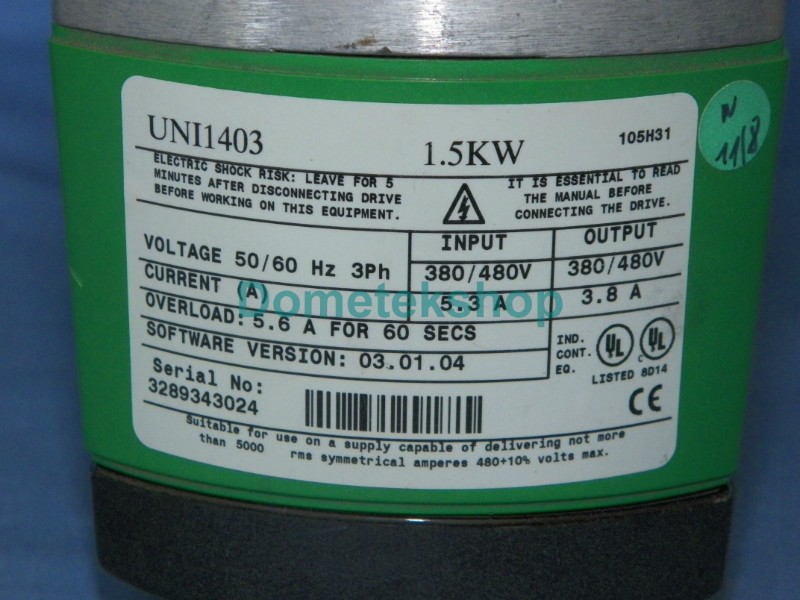 UNI1403 1.5KW 105H31
ELECTRIC SHOCK RISK: LEAVE FOR 5
MINUTES AFTER DISCONNECTING DRIVE
BEFORE WORKING ON THIS EQUIPMENT.
IT IS ESSENTIAL TO READ
THE MANUAL BEFORE
CONNECTING THE DRIVE.
INPUT OUTPUT
VOLTAGE 50/60 Hz 3Ph 380/480V 380/480V
CURRENT (A) 5.3 A 3.8 A
OVERLOAD: 5.6 A FOR 60 SECS
SOFTWARE VERSION: 03.01.04
IND.
CONT.
EQ.
UL
c UL
LISTED 8D14
Serial No:
3289343024
CE
Suitable for use on a supply capable of delivering not more
than 5000 rms symmetrical amperes 480+10% volts max.
N
11/8
Dometekshop